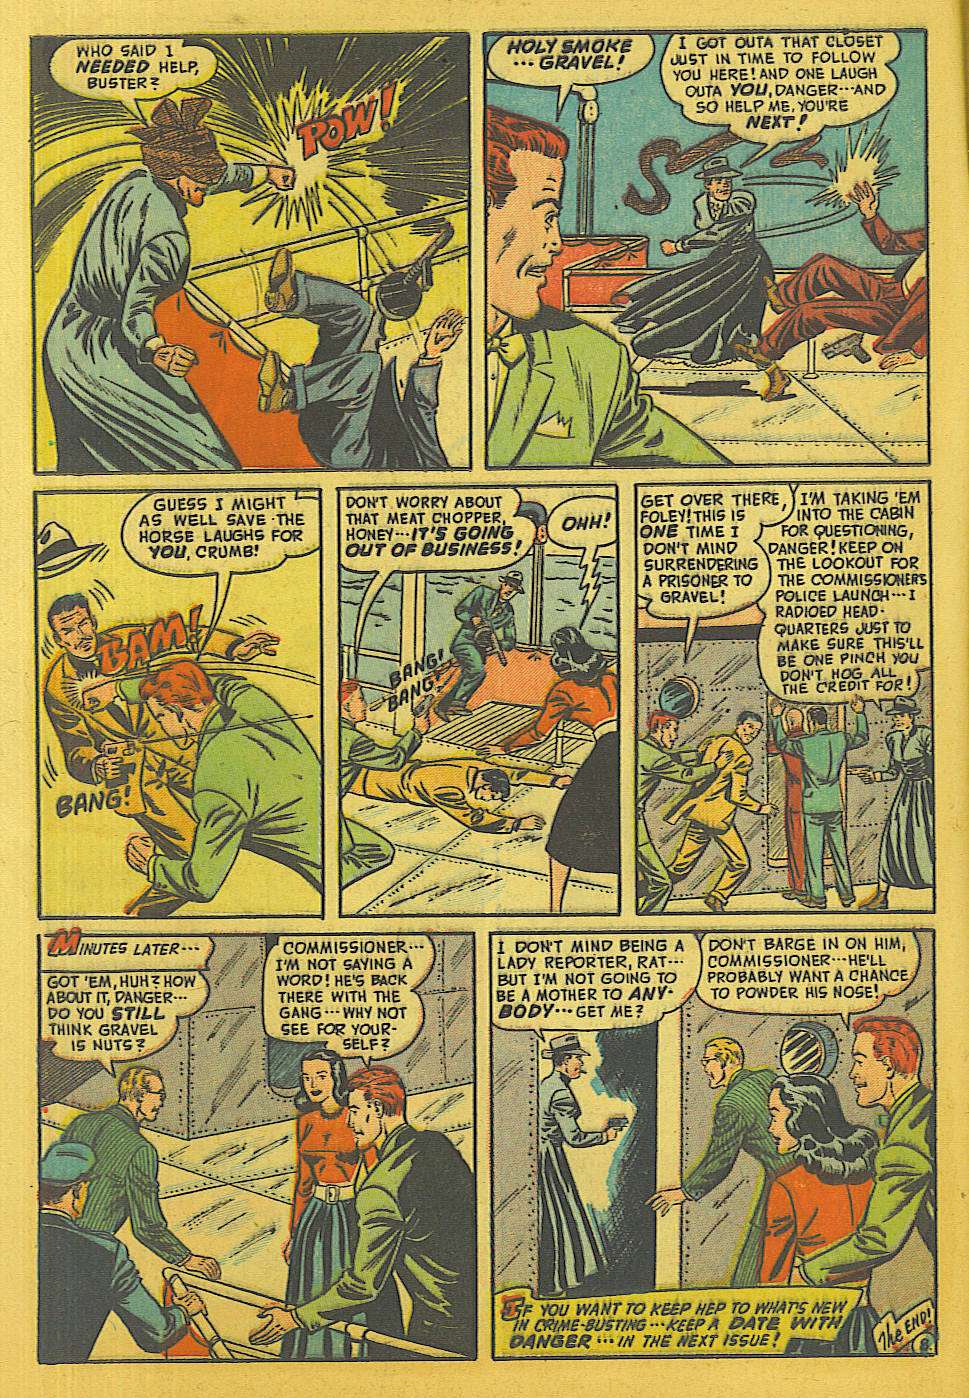 WHO SAID I
NEEDED HELP,
BUSTER?
POW!
HOLY SMOKE
...GRAVEL!
I GOT OUTA THAT CLOSET
JUST IN TIME TO FOLLOW
YOU HERE! AND ONE LAUGH
OUTA YOU, DANGER---AND
SO HELP ME, YOU'RE
NEXT!
GUESS I MIGHT
AS WELL SAVE THE
HORSE LAUGHS FOR
YOU, CRUMB!
BAM!
BANG!
DON'T WORRY ABOUT
THAT MEAT CHOPPER,
HONEY---IT'S GOING
OUT OF BUSINESS!
OHH!
BANG!
BANG!
GET OVER THERE,
FOLEY! THIS IS
ONE TIME I
DON'T MIND
SURRENDERING
A PRISONER TO
GRAVEL!
I'M TAKING 'EM
INTO THE CABIN
FOR QUESTIONING,
DANGER! KEEP ON
THE LOOKOUT FOR
THE COMMISSIONER'S
POLICE LAUNCH---I
RADIOED HEAD-
QUARTERS JUST TO
MAKE SURE THIS'LL
BE ONE PINCH YOU
DON'T HOG ALL
THE CREDIT FOR!
MINUTES LATER---
GOT 'EM, HUH? HOW
ABOUT IT, DANGER---
DO YOU STILL
THINK GRAVEL
IS NUTS?
COMMISSIONER---
I'M NOT SAYING A
WORD! HE'S BACK
THERE WITH THE
GANG---WHY NOT
SEE FOR YOUR-
SELF?
I DON'T MIND BEING A
LADY REPORTER, RAT---
BUT I'M NOT GOING TO
BE A MOTHER TO ANY-
BODY---GET ME?
DON'T BARGE IN ON HIM,
COMMISSIONER---HE'LL
PROBABLY WANT A CHANCE
TO POWDER HIS NOSE!
IF YOU WANT TO KEEP HEP TO WHAT'S NEW
IN CRIME-BUSTING---KEEP A DATE WITH
DANGER---IN THE NEXT ISSUE!
The END!
8.